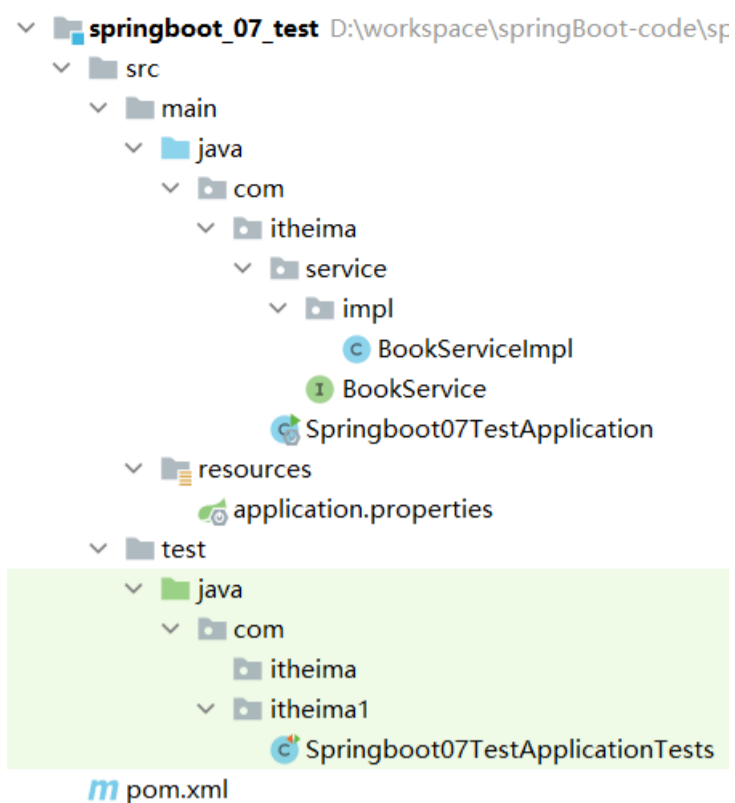 springboot_07_test D:\workspace\springBoot-code\sp
src
main
java
com
itheima
service
impl
C BookServiceImpl
I BookService
Springboot07TestApplication
resources
application.properties
test
java
com
itheima
itheima1
Springboot07TestApplicationTests
m pom.xml